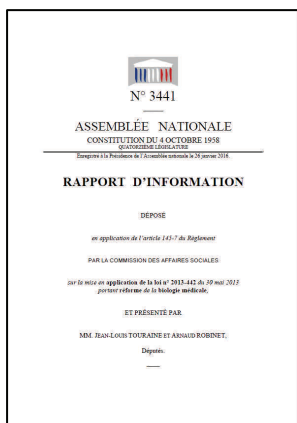 N° 3441
ASSEMBLÉE NATIONALE
CONSTITUTION DU 4 OCTOBRE 1958
QUATORZIÈME LÉGISLATURE
Enregistré à la Présidence de l'Assemblée nationale le 26 janvier 2016.
RAPPORT D'INFORMATION
DÉPOSÉ
en application de l'article 145-7 du Règlement
PAR LA COMMISSION DES AFFAIRES SOCIALES
sur la mise en application de la loi n° 2013-442 du 30 mai 2013
portant réforme de la biologie médicale,
ET PRÉSENTÉ PAR
MM. JEAN-LOUIS TOURAINE ET ARNAUD ROBINET,
Députés.